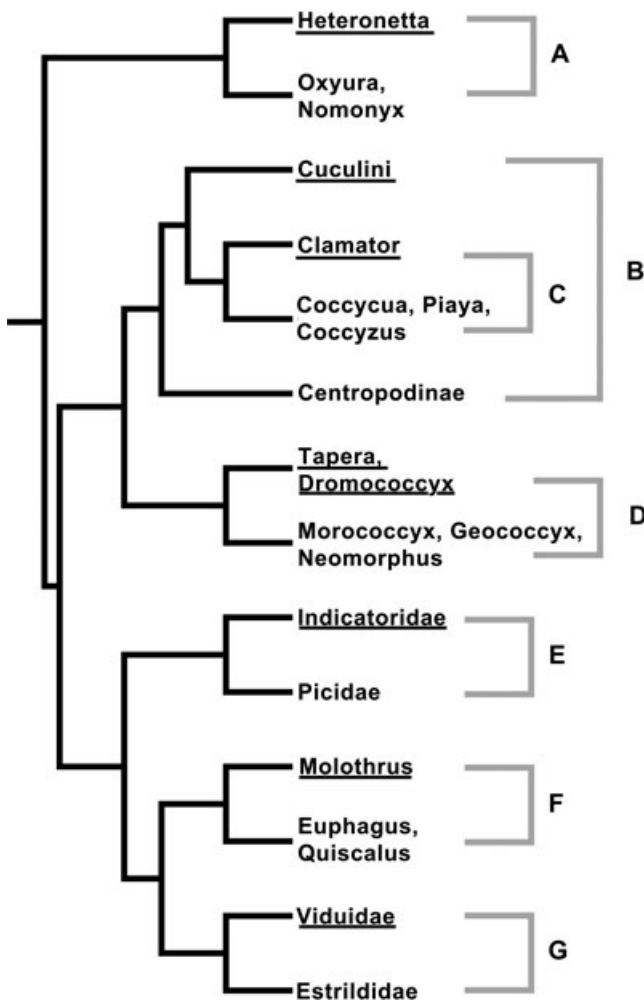 Heteronetta
A
Oxyura,
Nomonyx
Cuculini
B
Clamator
C
Coccycua, Piaya,
Coccyzus
Centropodinae
Tapera,
Dromococcyx
D
Morococcyx, Geococcyx,
Neomorphus
Indicatoridae
E
Picidae
Molothrus
F
Euphagus,
Quiscalus
Viduidae
G
Estrildidae